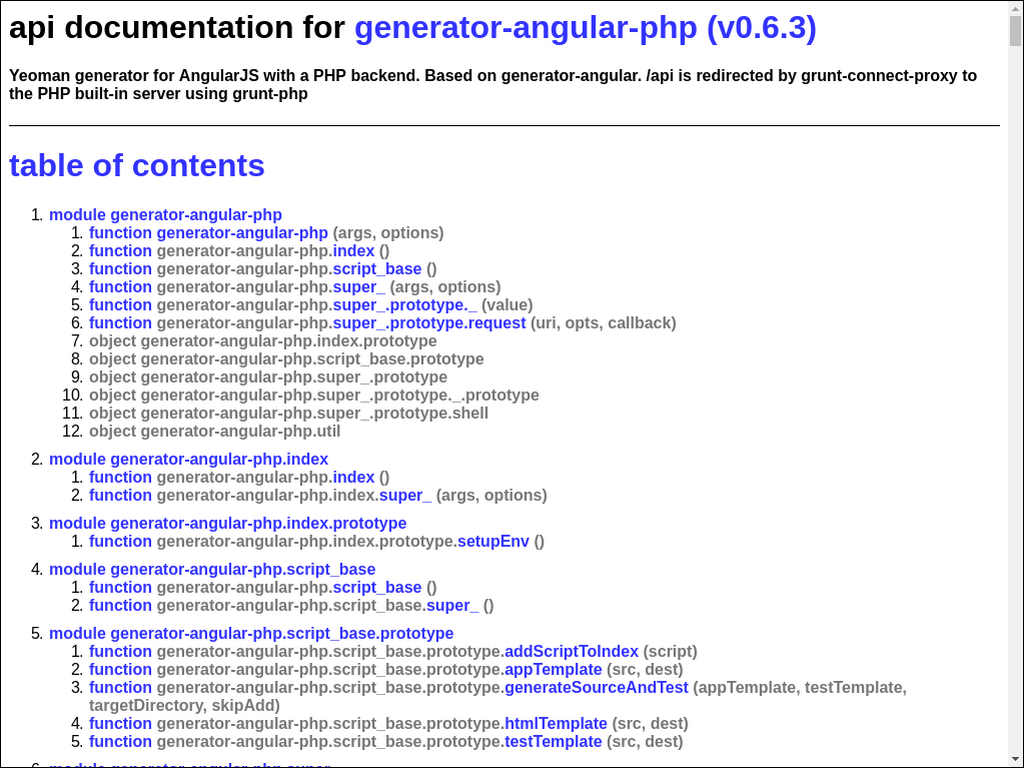 api documentation for generator-angular-php (v0.6.3)
Yeoman generator for AngularJS with a PHP backend. Based on generator-angular. /api is redirected by grunt-connect-proxy to
the PHP built-in server using grunt-php
table of contents
1. module generator-angular-php
1. function generator-angular-php (args, options)
2. function generator-angular-php.index ()
3. function generator-angular-php.script_base ()
4. function generator-angular-php.super_ (args, options)
5. function generator-angular-php.super_.prototype._ (value)
6. function generator-angular-php.super_.prototype.request (uri, opts, callback)
7. object generator-angular-php.index.prototype
8. object generator-angular-php.script_base.prototype
9. object generator-angular-php.super_.prototype
10. object generator-angular-php.super_.prototype._.prototype
11. object generator-angular-php.super_.prototype.shell
12. object generator-angular-php.util
2. module generator-angular-php.index
1. function generator-angular-php.index ()
2. function generator-angular-php.index.super_ (args, options)
3. module generator-angular-php.index.prototype
1. function generator-angular-php.index.prototype.setupEnv ()
4. module generator-angular-php.script_base
1. function generator-angular-php.script_base ()
2. function generator-angular-php.script_base.super_ ()
5. module generator-angular-php.script_base.prototype
1. function generator-angular-php.script_base.prototype.addScriptToIndex (script)
2. function generator-angular-php.script_base.prototype.appTemplate (src, dest)
3. function generator-angular-php.script_base.prototype.generateSourceAndTest (appTemplate, testTemplate,
targetDirectory, skipAdd)
4. function generator-angular-php.script_base.prototype.htmlTemplate (src, dest)
5. function generator-angular-php.script_base.prototype.testTemplate (src, dest)
6. module generator-angular-php.super_